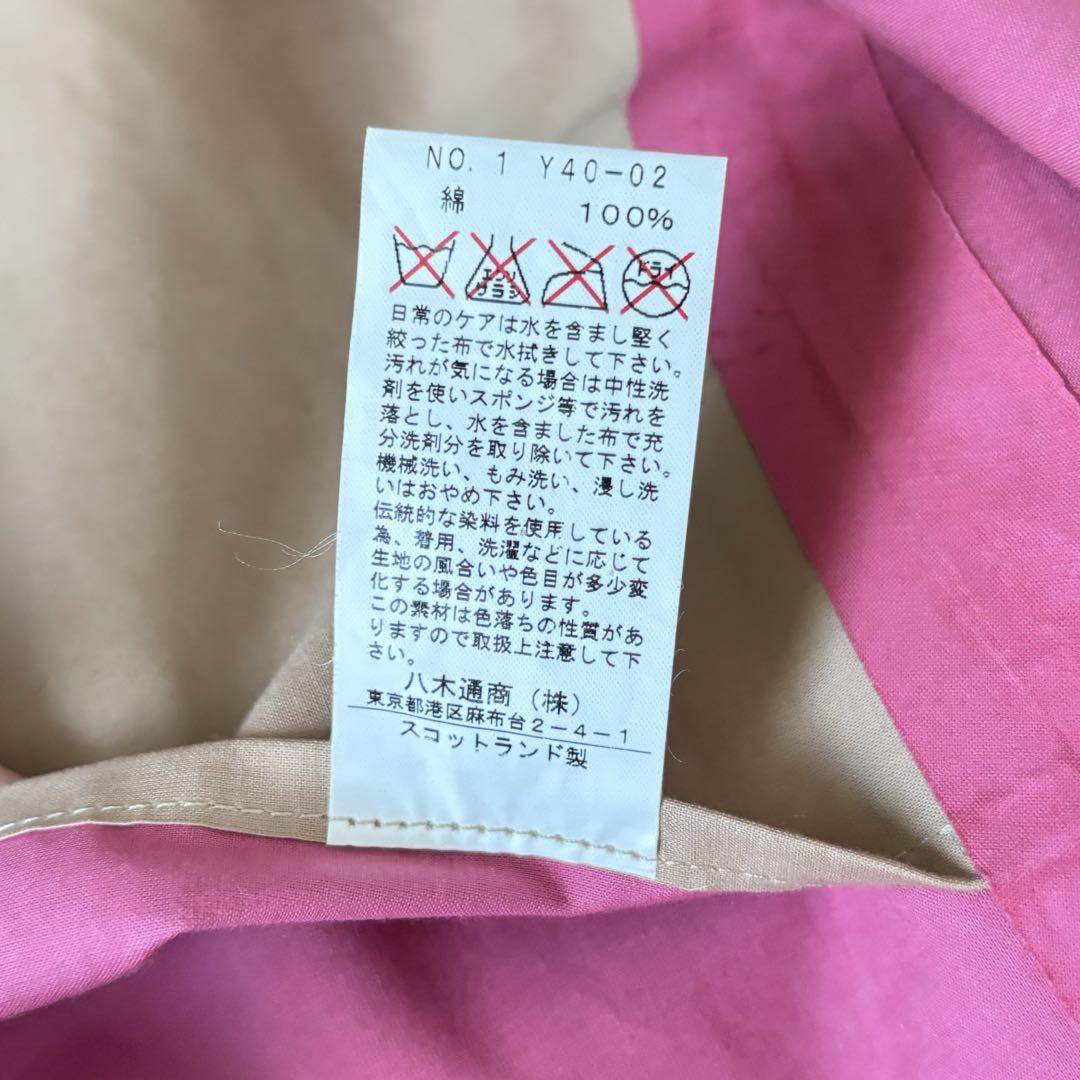 NO. 1 Y40-02
綿 100%
エンソ ドライ
サラシ
日常のケアは水を含まし堅く
絞った布で水拭きして下さい。
汚れが気になる場合は中性洗
剤を使いスポンジ等で汚れを
落とし、水を含ました布で充
分洗剤分を取り除いて下さい。
機械洗い、もみ洗い、浸し洗
いはおやめ下さい。
伝統的な染料を使用している
為、着用、洗濯などに応じて
生地の風合いや色目が多少変
化する場合があります。
この素材は色落ちの性質があ
りますので取扱上注意して下
さい。
八木通商（株）
東京都港区麻布台2-4-1
スコットランド製